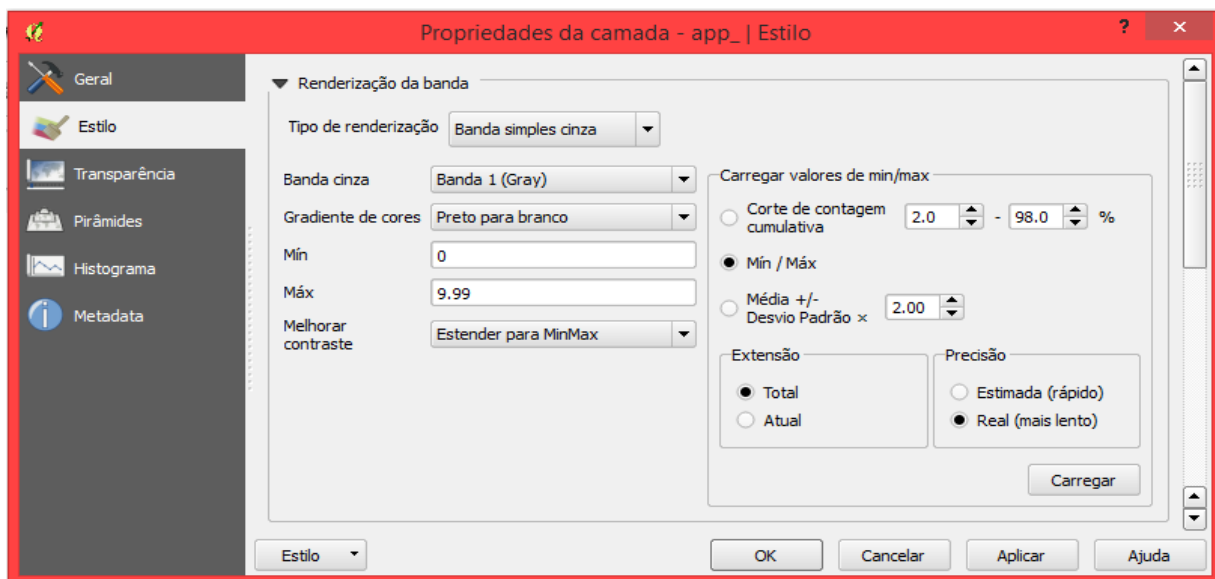 Propriedades da camada - app_ | Estilo
?
×
Geral
Estilo
Transparência
Pirâmides
Histograma
Metadata
Renderização da banda
Tipo de renderização Banda simples cinza
Banda cinza Banda 1 (Gray)
Gradiente de cores Preto para branco
Mín 0
Máx 9.99
Melhorar
contraste
Estender para MinMax
Carregar valores de min/max
Corte de contagem
cumulativa
2.0 - 98.0 %
Mín / Máx
Média +/-
Desvio Padrão ×
2.00
Extensão
Total
Atual
Precisão
Estimada (rápido)
Real (mais lento)
Carregar
Estilo
OK
Cancelar
Aplicar
Ajuda